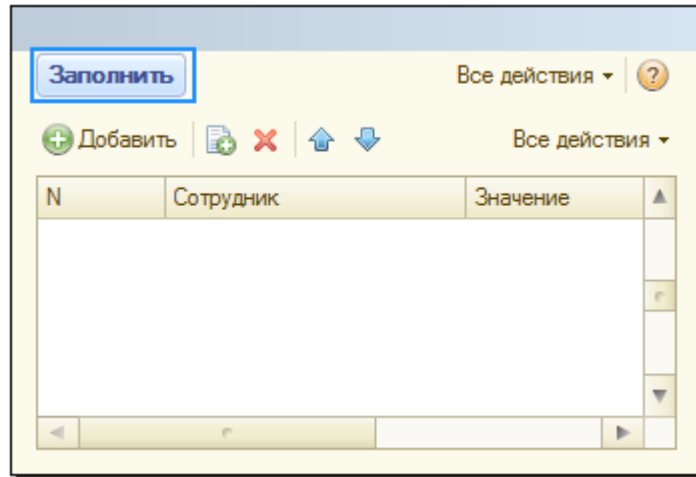 Заполнить Все действия ?
Добавить Все действия
N Сотрудник Значение